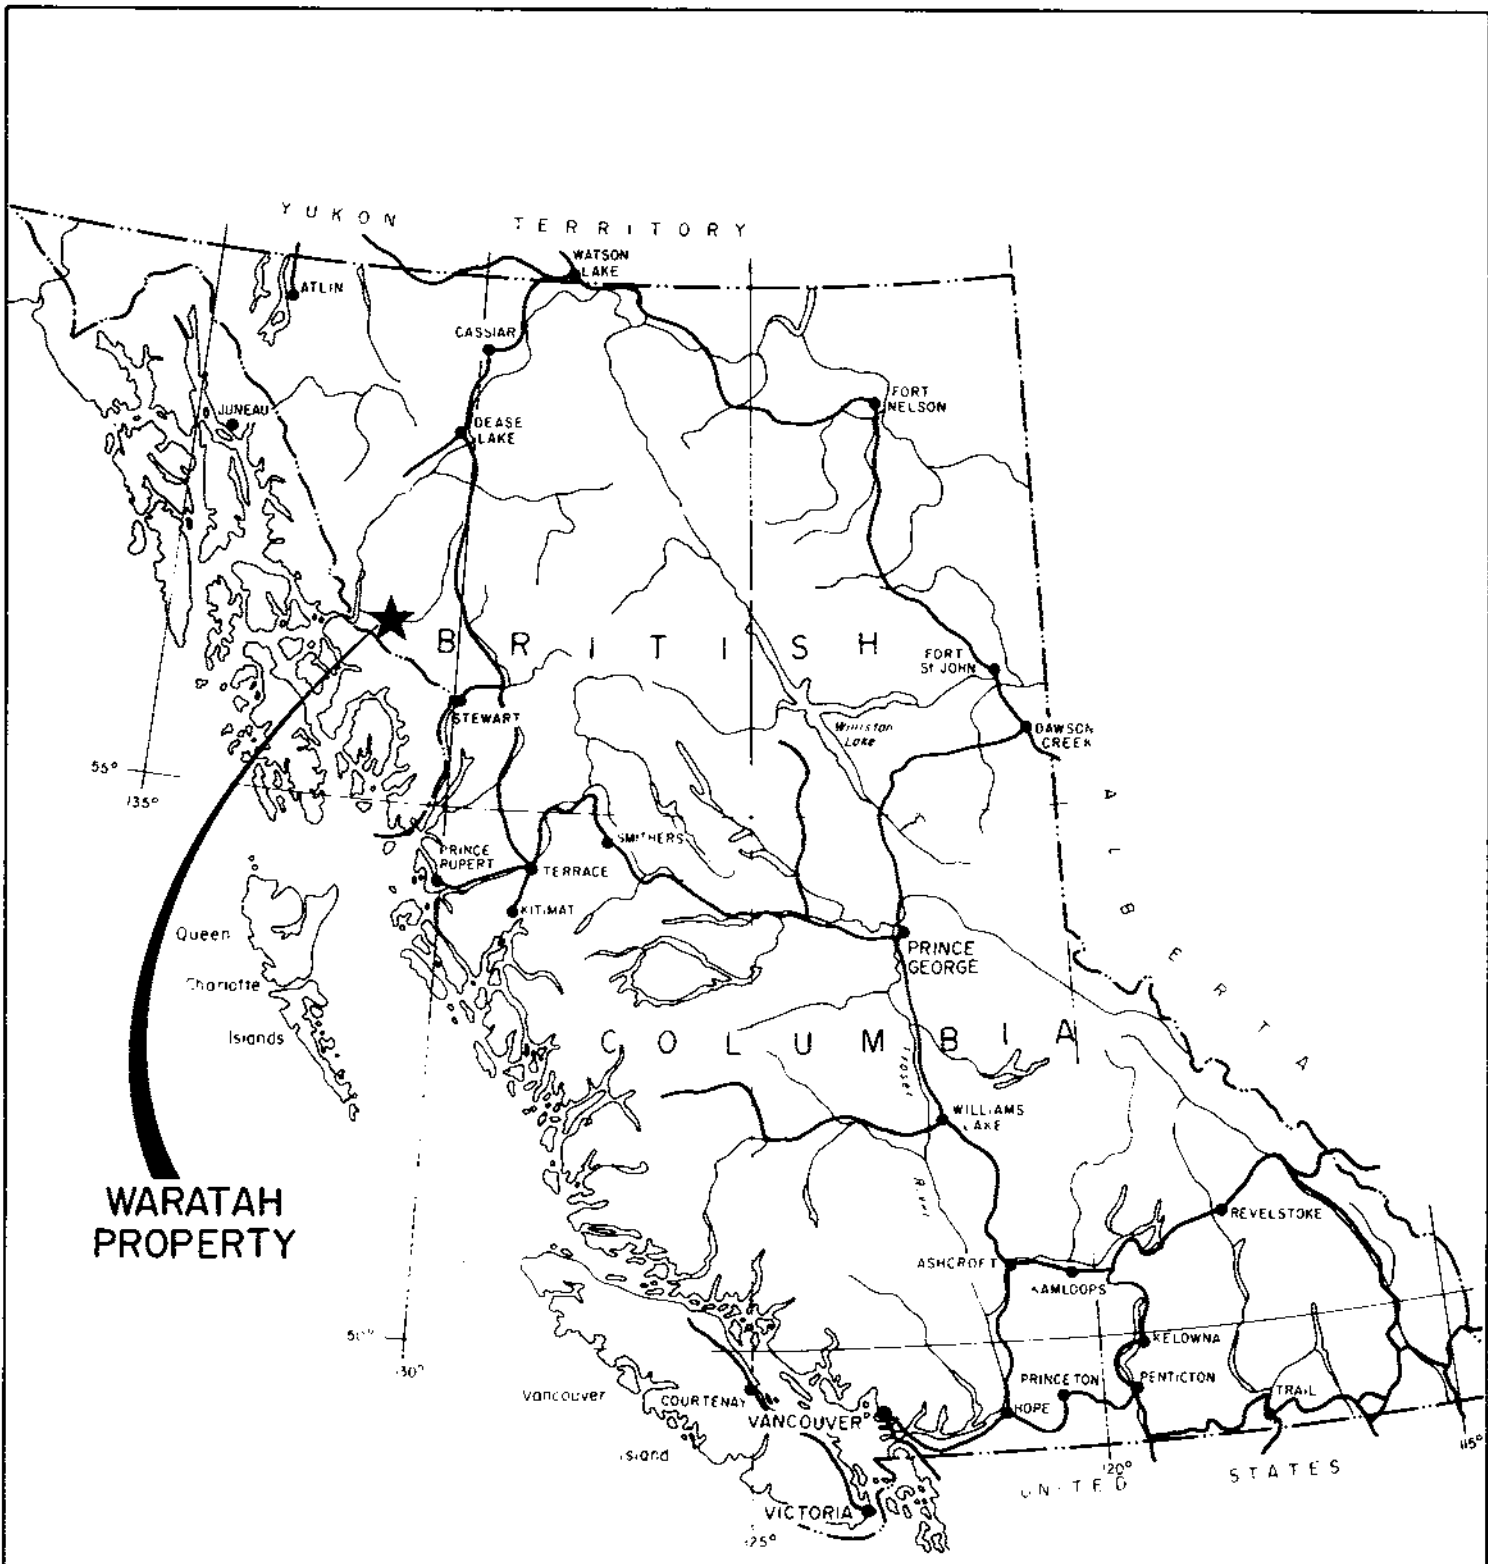 YUKON TERRITORY
WATSON
LAKE
ATLIN
CASSIAR
JUNEAU
DEASE
LAKE
FORT
NELSON
BRITISH
FORT
St JOHN
STEWART
Williston
Lake
DAWSON
CREEK
55°
135°
ALBERTA
SMITHERS
PRINCE
RUPERT
TERRACE
KITIMAT
Queen
Charlotte
Islands
PRINCE
GEORGE
COLUMBIA
Fraser
River
WILLIAMS
LAKE
WARATAH
PROPERTY
REVELSTOKE
ASHCROFT
KAMLOOPS
50°
130°
KELOWNA
Vancouver
Island
COURTENAY
PRINCETON
PENTICTON
TRAIL
VANCOUVER
HOPE
115°
120°
UNITED STATES
VICTORIA
125°